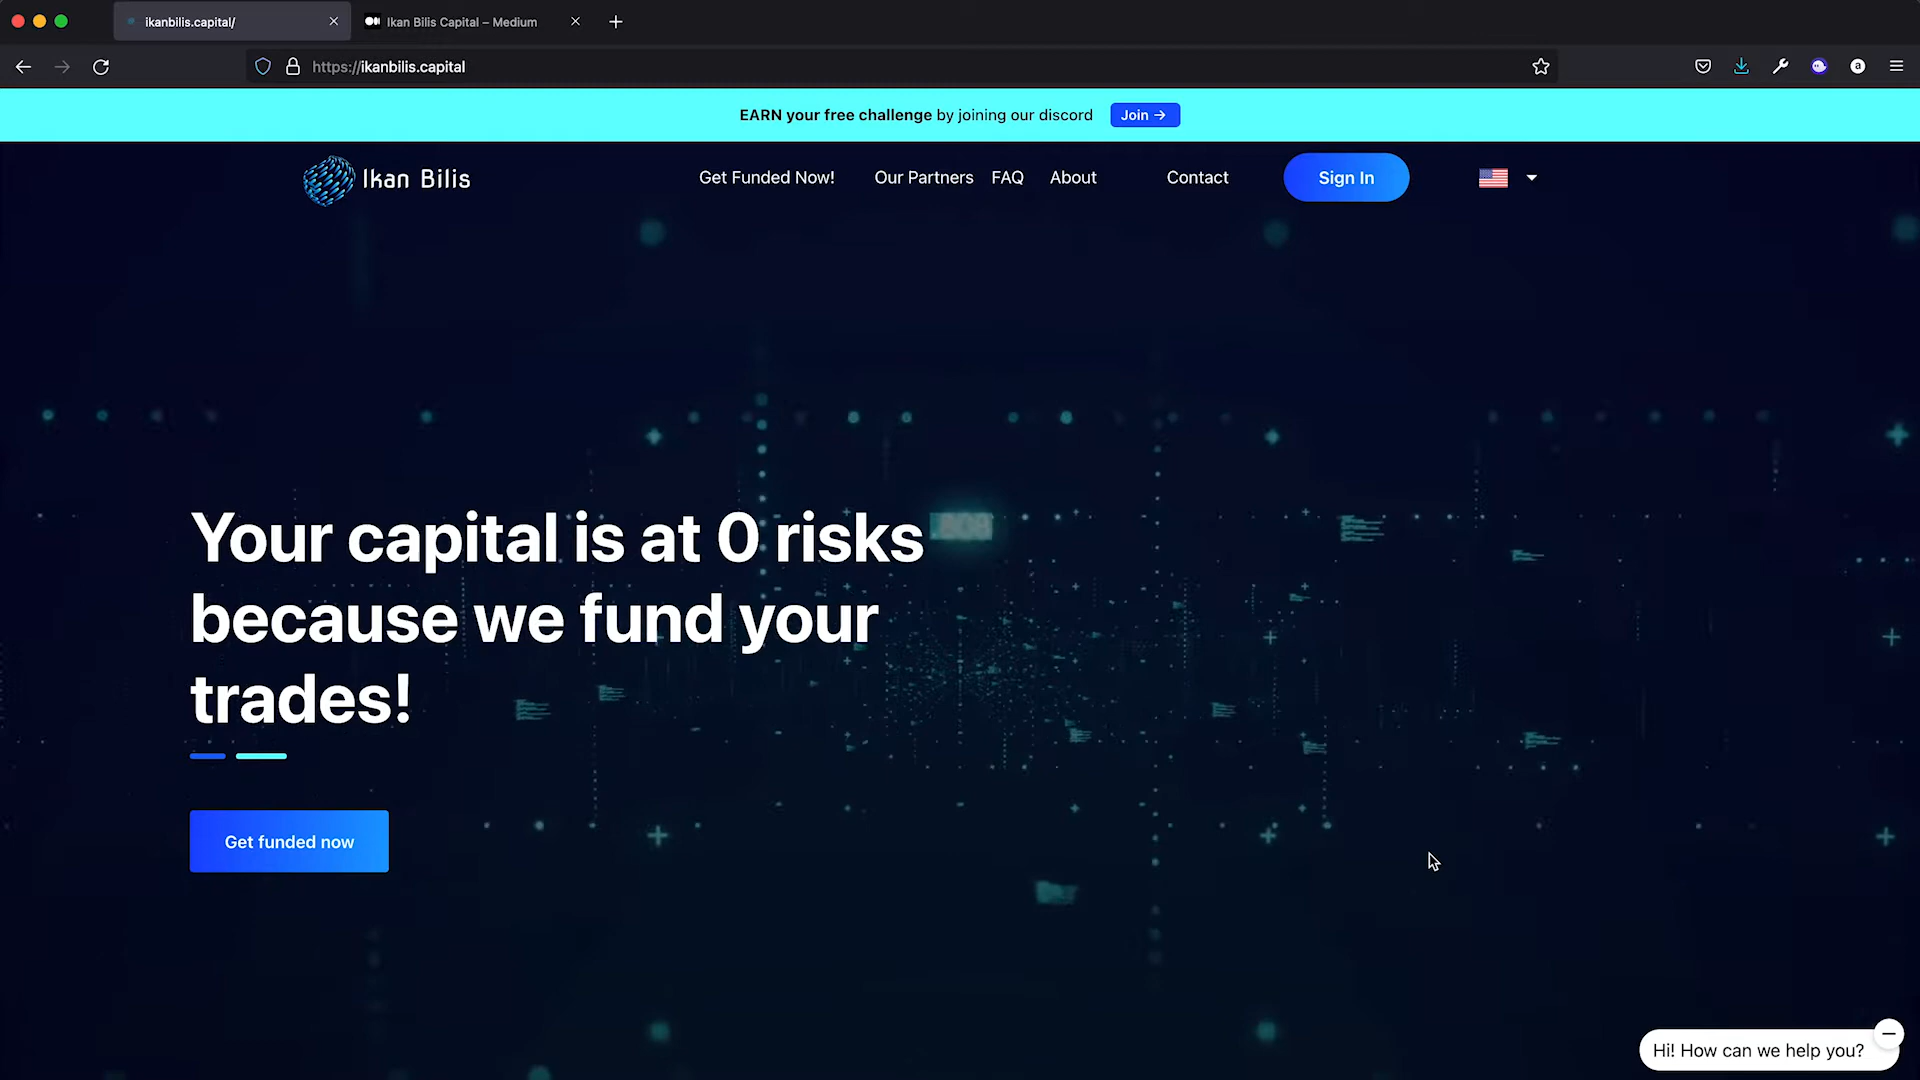 ikanbilis.capital/
Ikan Bilis Capital – Medium
https://ikanbilis.capital
EARN your free challenge by joining our discord
Join →
Ikan Bilis
Get Funded Now!
Our Partners
FAQ
About
Contact
Sign In
Your capital is at 0 risks
because we fund your
trades!
Get funded now
Hi! How can we help you?